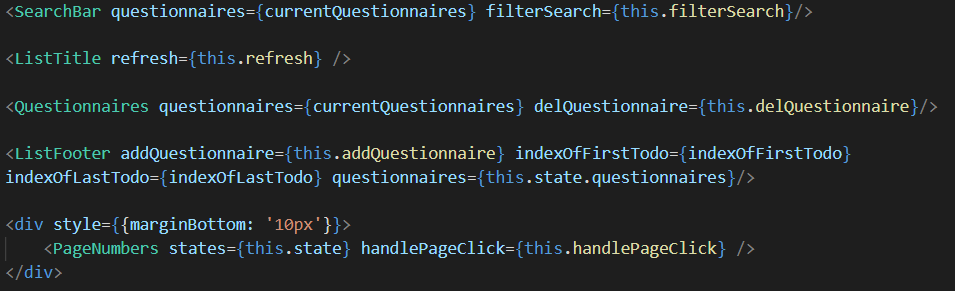 <SearchBar questionnaires={currentQuestionnaires} filterSearch={this.filterSearch}/>
<ListTitle refresh={this.refresh} />
<Questionnaires questionnaires={currentQuestionnaires} delQuestionnaire={this.delQuestionnaire}/>
<ListFooter addQuestionnaire={this.addQuestionnaire} indexOfFirstTodo={indexOfFirstTodo}
indexOfLastTodo={indexOfLastTodo} questionnaires={this.state.questionnaires}/>
<div style={{marginBottom: '10px'}}>
    <PageNumbers states={this.state} handlePageClick={this.handlePageClick} />
</div>